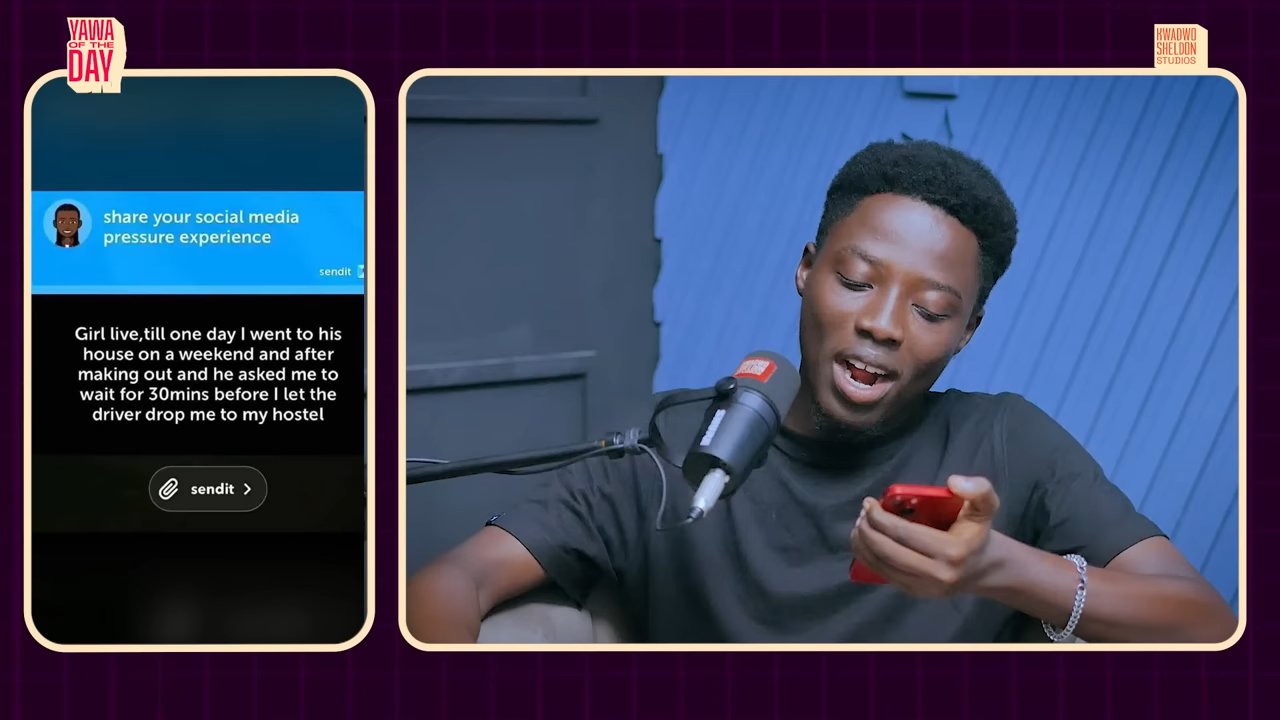 YAWA
OF THE
DAY
KWADWO
SHELDON
STUDIOS
share your social media
pressure experience
sendit
Girl live,till one day I went to his
house on a weekend and after
making out and he asked me to
wait for 30mins before I let the
driver drop me to my hostel
sendit